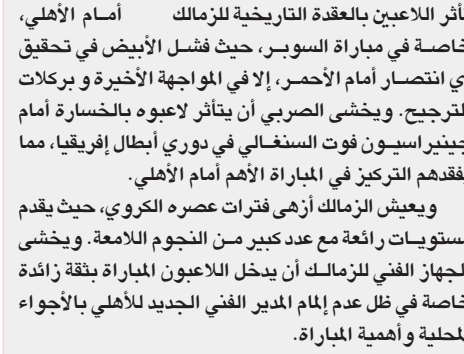 تأثر اللاعبين بالعقدة التاريخية للزمالك أمام الأهلي،
خاصة في مباراة السوبر، حيث فشل الأبيض في تحقيق
أي انتصار أمام الأحمر، إلا في المواجهة الأخيرة و بركلات
الترجيح. ويخشى الصربي أن يتأثر لاعبوه بالخسارة أمام
جينيراسيون فوت السنغالي في دوري أبطال إفريقيا، مما
يفقدهم التركيز في المباراة الأهم أمام الأهلي.
ويعيش الزمالك أزهى فترات عصره الكروي، حيث يقدم
مستويات رائعة مع عدد كبير من النجوم اللامعة. ويخشى
الجهاز الفني للزمالك أن يدخل اللاعبون المباراة بثقة زائدة
خاصة في ظل عدم إلمام المدير الفني الجديد للأهلي بالأجواء
المحلية وأهمية المباراة.